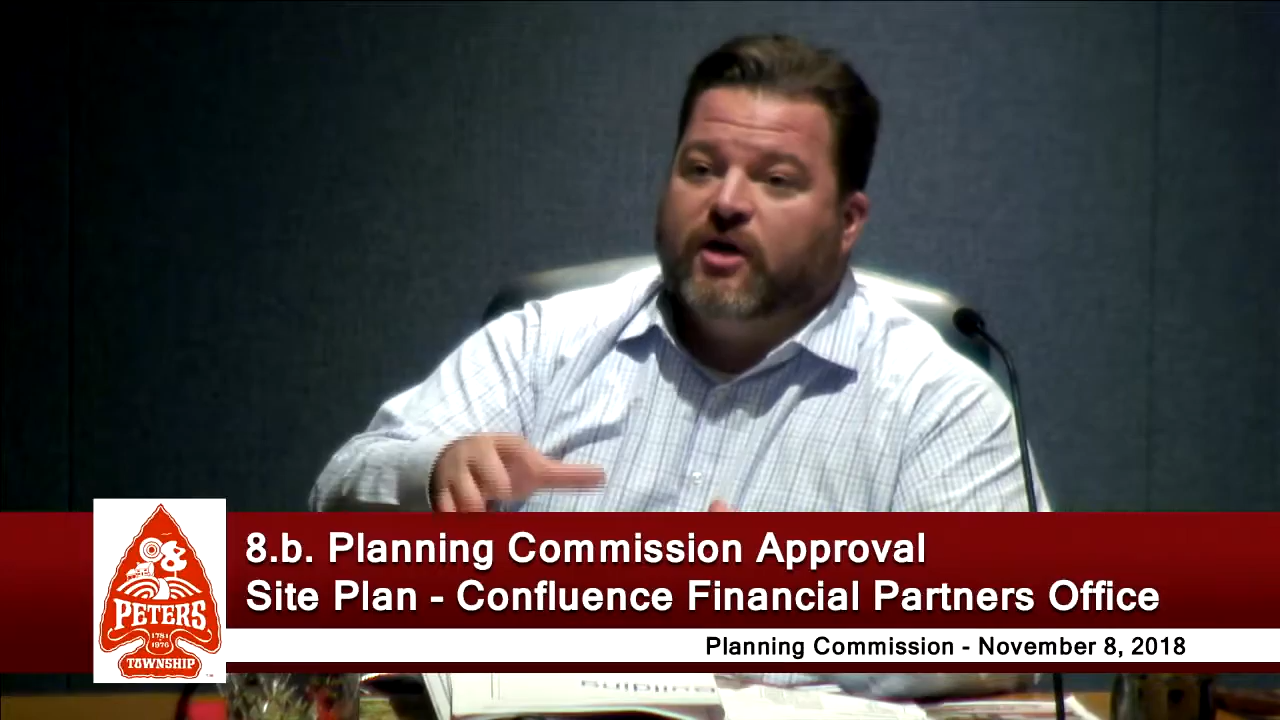 8.b. Planning Commission Approval
Site Plan - Confluence Financial Partners Office
Planning Commission - November 8, 2018
PETERS
1781
1976
TOWNSHIP
Building